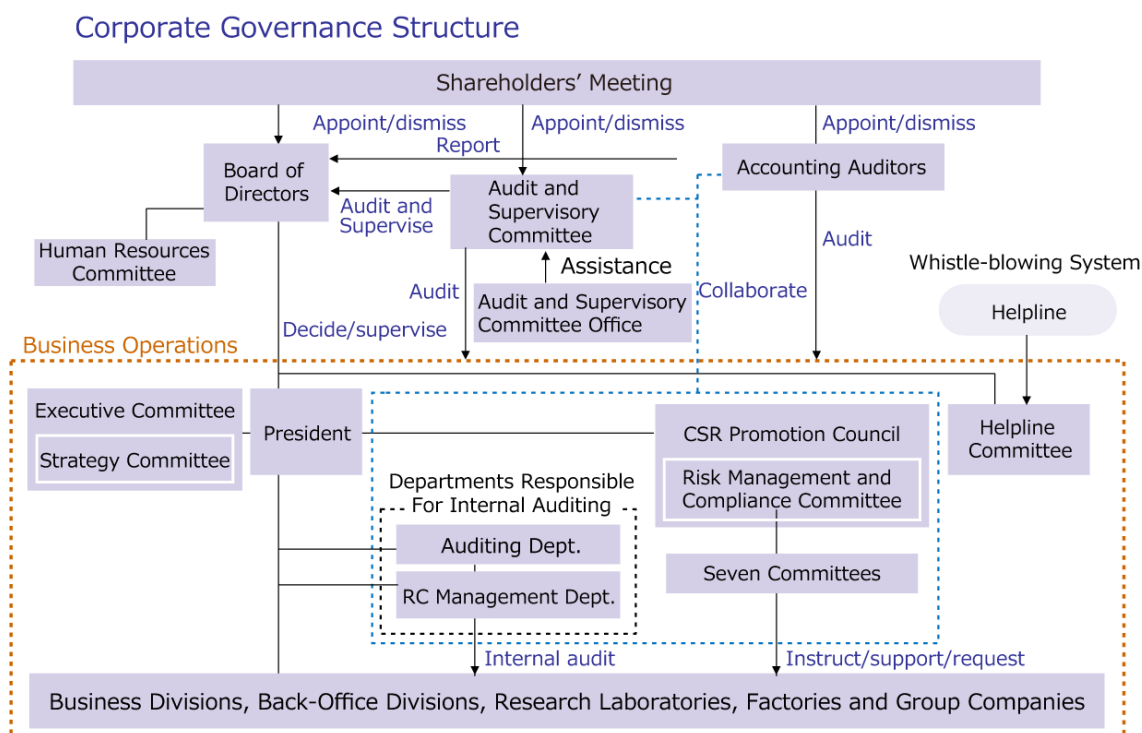 Corporate Governance Structure
Shareholders’ Meeting
Appoint/dismiss
Appoint/dismiss
Appoint/dismiss
Report
Board of
Directors
Audit and
Supervisory
Committee
Accounting Auditors
Audit and
Supervise
Human Resources
Committee
Audit
Whistle-blowing System
Assistance
Audit
Collaborate
Audit and Supervisory
Committee Office
Helpline
Decide/supervise
Business Operations
Executive Committee
Strategy Committee
President
CSR Promotion Council
Risk Management and
Compliance Committee
Helpline
Committee
Departments Responsible
For Internal Auditing
Auditing Dept.
RC Management Dept.
Seven Committees
Internal audit
Instruct/support/request
Business Divisions, Back-Office Divisions, Research Laboratories, Factories and Group Companies